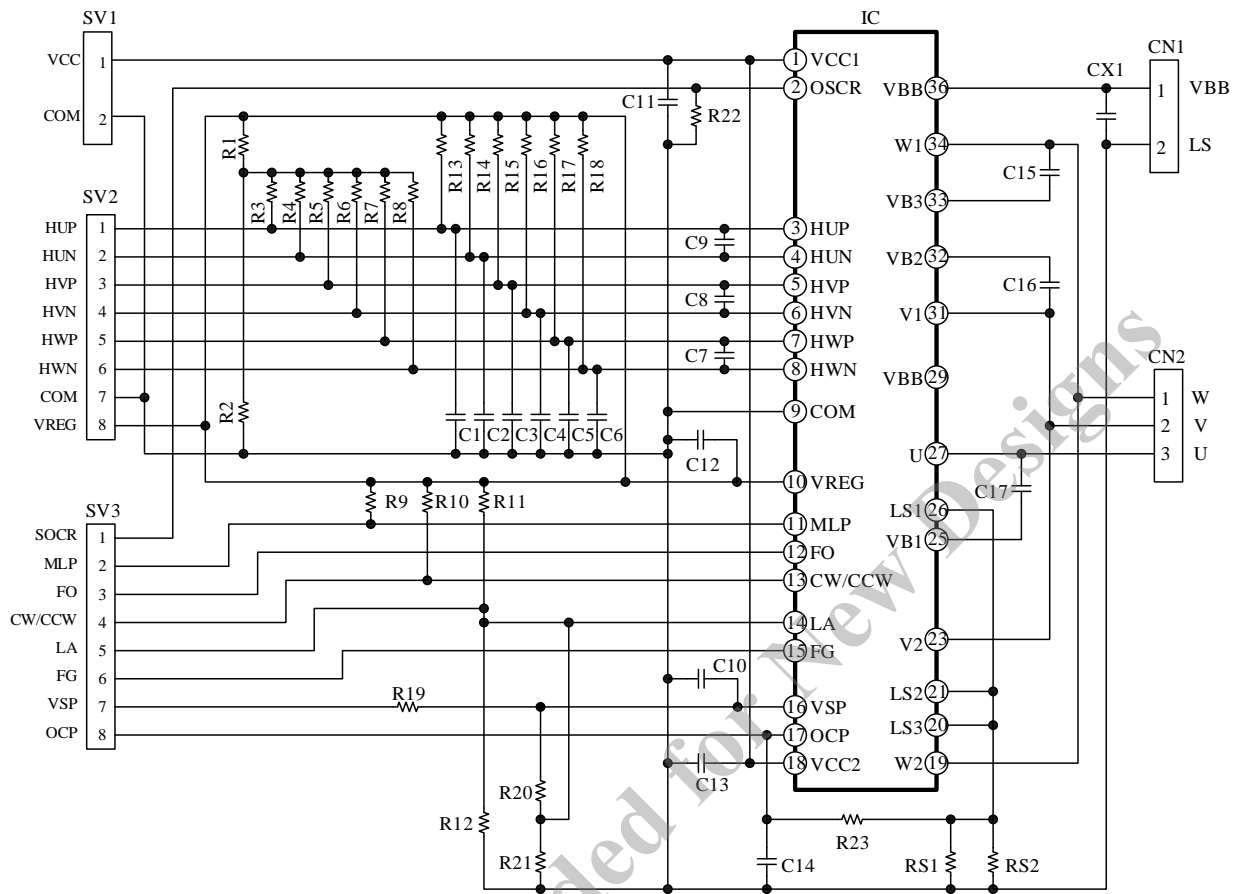 SV1
IC
VCC
1
1
VCC1
CN1
CX1
2
OSCR
VBB
36
1
VBB
C11
COM
2
R22
R1
W1
34
2
LS
R13
R14
R15
R16
R17
R18
C15
R3
R4
R5
R6
R7
R8
VB3
33
SV2
HUP
1
3
HUP
C9
HUN
2
4
HUN
VB2
32
HVP
3
5
HVP
C8
C16
HVN
4
6
HVN
V1
31
HWP
5
7
HWP
C7
CN2
HWN
6
8
HWN
VBB
29
COM
7
1
W
R2
9
COM
VREG
8
C1
C2
C3
C4
C5
C6
2
V
C12
U
27
3
U
10
VREG
C17
R9
R10
R11
LS1
26
SV3
11
MLP
SOCR
1
VB1
25
12
FO
MLP
2
13
CW/CCW
FO
3
CW/CCW
4
14
LA
V2
23
LA
5
15
FG
FG
6
C10
LS2
21
R19
VSP
7
16
VSP
LS3
20
OCP
8
17
OCP
18
VCC2
W2
19
C13
R20
R12
R23
R21
C14
RS1
RS2
ded for New Designs